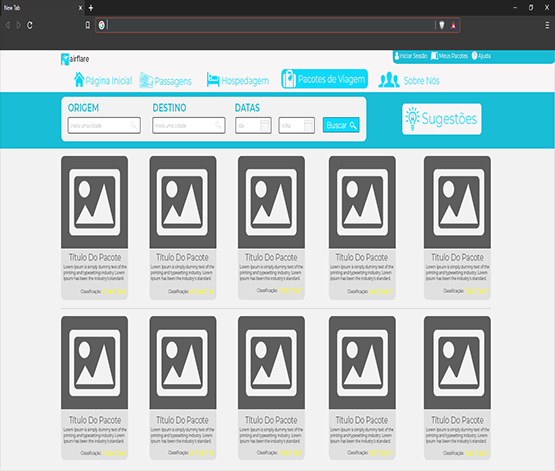 New Tab
airflare
Iniciar Sesão Meus Pacotes Ajuda
Página Inicial Passagens Hospedagem Pacotes de Viagem Sobre Nós
ORIGEM DESTINO DATAS
insira uma cidade insira uma cidade Ida Volta Buscar
Sugestões
Título Do Pacote Título Do Pacote Título Do Pacote Título Do Pacote Título Do Pacote
Lorem Ipsum is simply dummy text of the Lorem Ipsum is simply dummy text of the Lorem Ipsum is simply dummy text of the Lorem Ipsum is simply dummy text of the Lorem Ipsum is simply dummy text of the
printing and typesetting industry. Lorem printing and typesetting industry. Lorem printing and typesetting industry. Lorem printing and typesetting industry. Lorem printing and typesetting industry. Lorem
Ipsum has been the industry's standard. Ipsum has been the industry's standard. Ipsum has been the industry's standard. Ipsum has been the industry's standard. Ipsum has been the industry's standard.
Classificação: Classificação: Classificação: Classificação: Classificação:
Título Do Pacote Título Do Pacote Título Do Pacote Título Do Pacote Título Do Pacote
Lorem Ipsum is simply dummy text of the Lorem Ipsum is simply dummy text of the Lorem Ipsum is simply dummy text of the Lorem Ipsum is simply dummy text of the Lorem Ipsum is simply dummy text of the
printing and typesetting industry. Lorem printing and typesetting industry. Lorem printing and typesetting industry. Lorem printing and typesetting industry. Lorem printing and typesetting industry. Lorem
Ipsum has been the industry's standard. Ipsum has been the industry's standard. Ipsum has been the industry's standard. Ipsum has been the industry's standard. Ipsum has been the industry's standard.
Classificação: Classificação: Classificação: Classificação: Classificação: